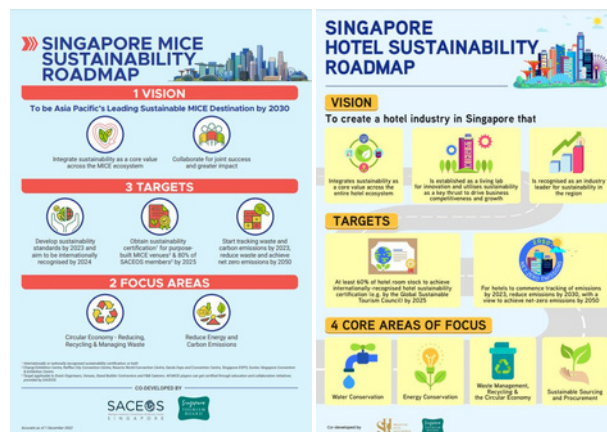 SINGAPORE MICE
SUSTAINABILITY
ROADMAP
1 VISION
To be Asia Pacific's Leading Sustainable MICE Destination by 2030
Integrate sustainability as a core value
across the MICE ecosystem
Collaborate for joint success
and greater impact
3 TARGETS
Develop sustainability
standards by 2023 and
aim to be internationally
recognised by 2024
Obtain sustainability
certification¹ for purpose-
built MICE venues² & 80% of
SACEOS members³ by 2025
Start tracking waste and
carbon emissions by 2023,
reduce waste and achieve
net zero emissions by 2050
2 FOCUS AREAS
Circular Economy - Reducing,
Recycling & Managing Waste
Reduce Energy and
Carbon Emissions
CO-DEVELOPED BY
SACEOS
SINGAPORE
Singapore
TOURISM
BOARD
SINGAPORE
HOTEL SUSTAINABILITY
ROADMAP
VISION
To create a hotel industry in Singapore that
Integrates sustainability as
a core value across the
entire hotel ecosystem
Is established as a living lab
for innovation and utilises sustainability
as a key thrust to drive business
competitiveness and growth
Is recognised as an industry
leader for sustainability in
the region
TARGETS
At least 60% of hotel room stock to achieve
internationally-recognised hotel sustainability
certification (e.g. by the Global Sustainable
Tourism Council) by 2025
2050
For hotels to commence tracking of emissions
by 2023, reduce emissions by 2030, with a
view to achieve net-zero emissions by 2050
4 CORE AREAS OF FOCUS
Water Conservation
Energy Conservation
Waste Management,
Recycling &
the Circular Economy
Sustainable Sourcing
and Procurement
Co-developed by